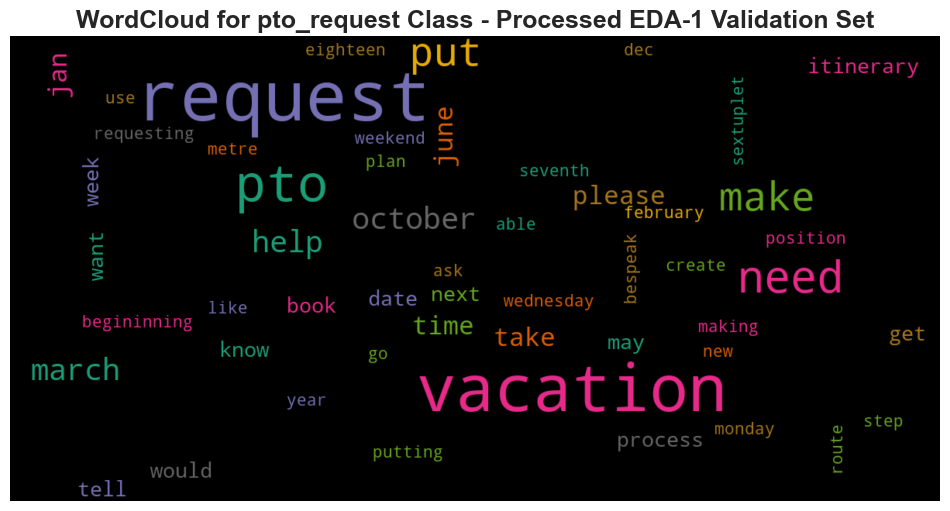 WordCloud for pto_request Class - Processed EDA-1 Validation Set
eighteen
put
dec
jan
itinerary
use
request
sextuplet
requesting
weekend
june
metre
plan
week
pto
seventh
please
make
october
february
able
want
help
position
ask
bespeak
create
need
like
book
date
next
wednesday
begininning
time
take
making
get
know
go
may
new
march
vacation
year
step
monday
putting
process
route
would
tell